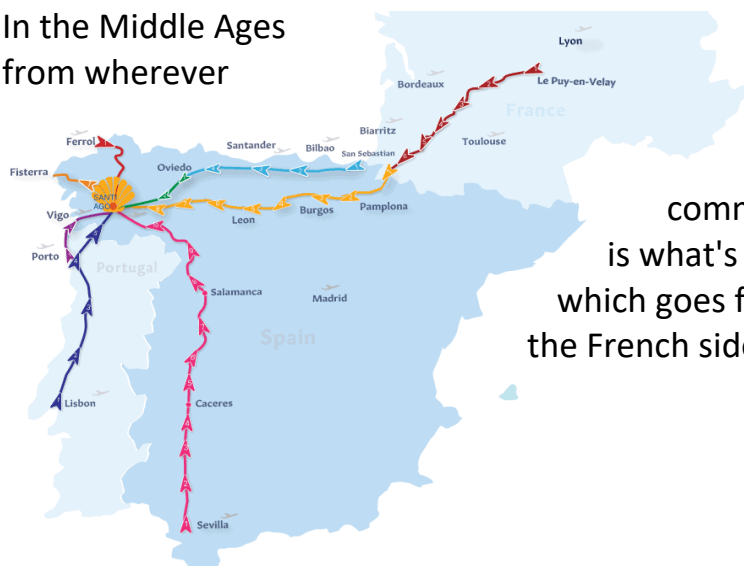 In the Middle Ages
from wherever
Lyon
Bordeaux
Le Puy-en-Velay
France
Biarritz
Toulouse
Ferrol
Santander
Bilbao
San Sebastian
Oviedo
Fisterra
SANTI
AGO
Vigo
Leon
Burgos
Pamplona
Porto
Portugal
Salamanca
Madrid
Spain
Lisbon
Caceres
Sevilla
is what's
which goes
the French